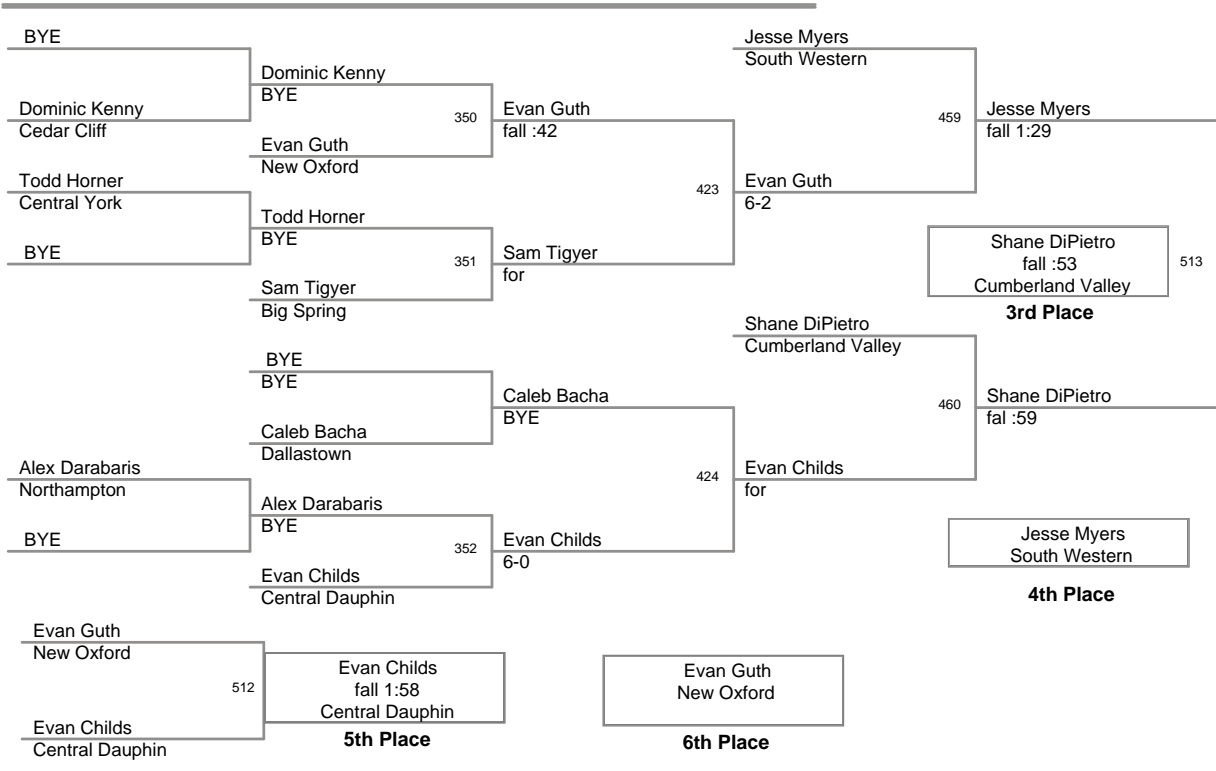 BYE
Jesse Myers
South Western
Dominic Kenny
BYE
Dominic Kenny
Cedar Cliff
350
Evan Guth
fall :42
459
Jesse Myers
fall 1:29
Evan Guth
New Oxford
Todd Horner
Central York
423
Evan Guth
6-2
Todd Horner
BYE
BYE
351
Sam Tigyer
for
Shane DiPietro
fall :53
Cumberland Valley
513
3rd Place
Sam Tigyer
Big Spring
Shane DiPietro
Cumberland Valley
BYE
BYE
Caleb Bacha
BYE
460
Shane DiPietro
fal :59
Caleb Bacha
Dallastown
Alex Darabaris
Northampton
424
Evan Childs
for
Alex Darabaris
BYE
BYE
352
Evan Childs
6-0
Jesse Myers
South Western
4th Place
Evan Childs
Central Dauphin
Evan Guth
New Oxford
512
Evan Childs
fall 1:58
Central Dauphin
5th Place
Evan Guth
New Oxford
6th Place
Evan Childs
Central Dauphin